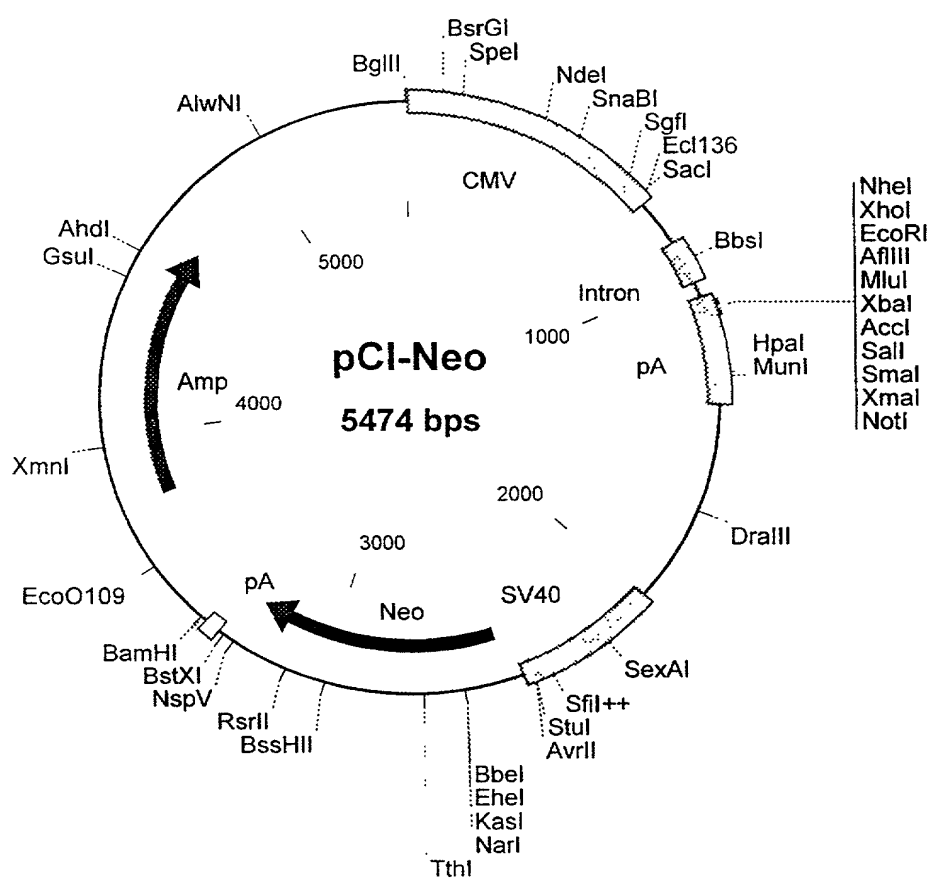 BsrGI
SpeI
BglII
NdeI
SnaBI
SgfI
Ecl136
SacI
AlwNI
CMV
NheI
XhoI
EcoRI
AflIII
MluI
XbaI
AccI
SalI
SmaI
XmaI
NotI
AhdI
GsuI
BbsI
5000
Intron
1000
pCI-Neo
5474 bps
pA
HpaI
MunI
Amp
4000
XmnI
2000
DraIII
3000
pA
Neo
SV40
EcoO109
BamHI
BstXI
NspV
RsrII
BssHII
SexAI
SfiI++
StuI
AvrII
BbeI
EheI
KasI
NarI
TthI